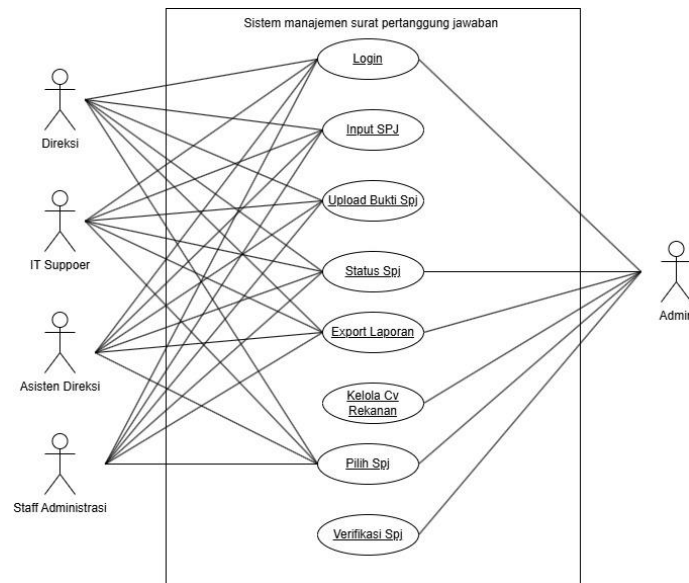 Sistem manajemen surat pertanggung jawaban
Login
Direksi
Input SPJ
Upload Bukti Spj
IT Suppoer
Status Spj
Admin
Export Laporan
Asisten Direksi
Kelola Cv
Rekanan
Pilih Spj
Staff Administrasi
Verifikasi Spj